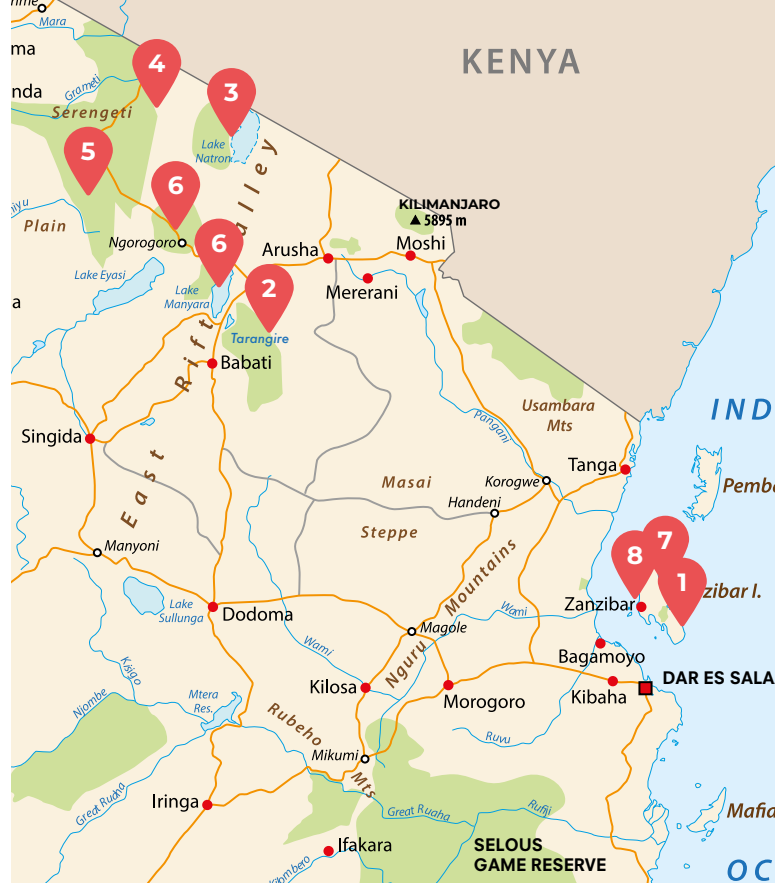 Mara
KENYA
4
Grameti
Serengeti
3
Lake
Natron
5
6
KILIMANJARO
5895 m
Plain
Ngorogoro
6
Arusha
Moshi
Lake Eyasi
Lake
Manyara
2
Mererani
Tarangire
Babati
East Rift Valley
Usambara
Mts
IND
Pangani
Singida
Tanga
Masai
Korogwe
Pemba
Handeni
Steppe
Manyoni
8
7
1
Zanzibar
zibar I.
Lake
Sullunga
Dodoma
Wami
Magole
Nguru Mountains
Wami
Bagamoyo
Kisigo
DAR ES SALA
Kilosa
Kibaha
Njombe
Mtera
Res.
Morogoro
Rubeho
Mts
Ruvu
Mikumi
Great Ruaha
Iringa
Great Ruaha
Rufiji
Mafia
Ifakara
SELOUS
GAME RESERVE
OC